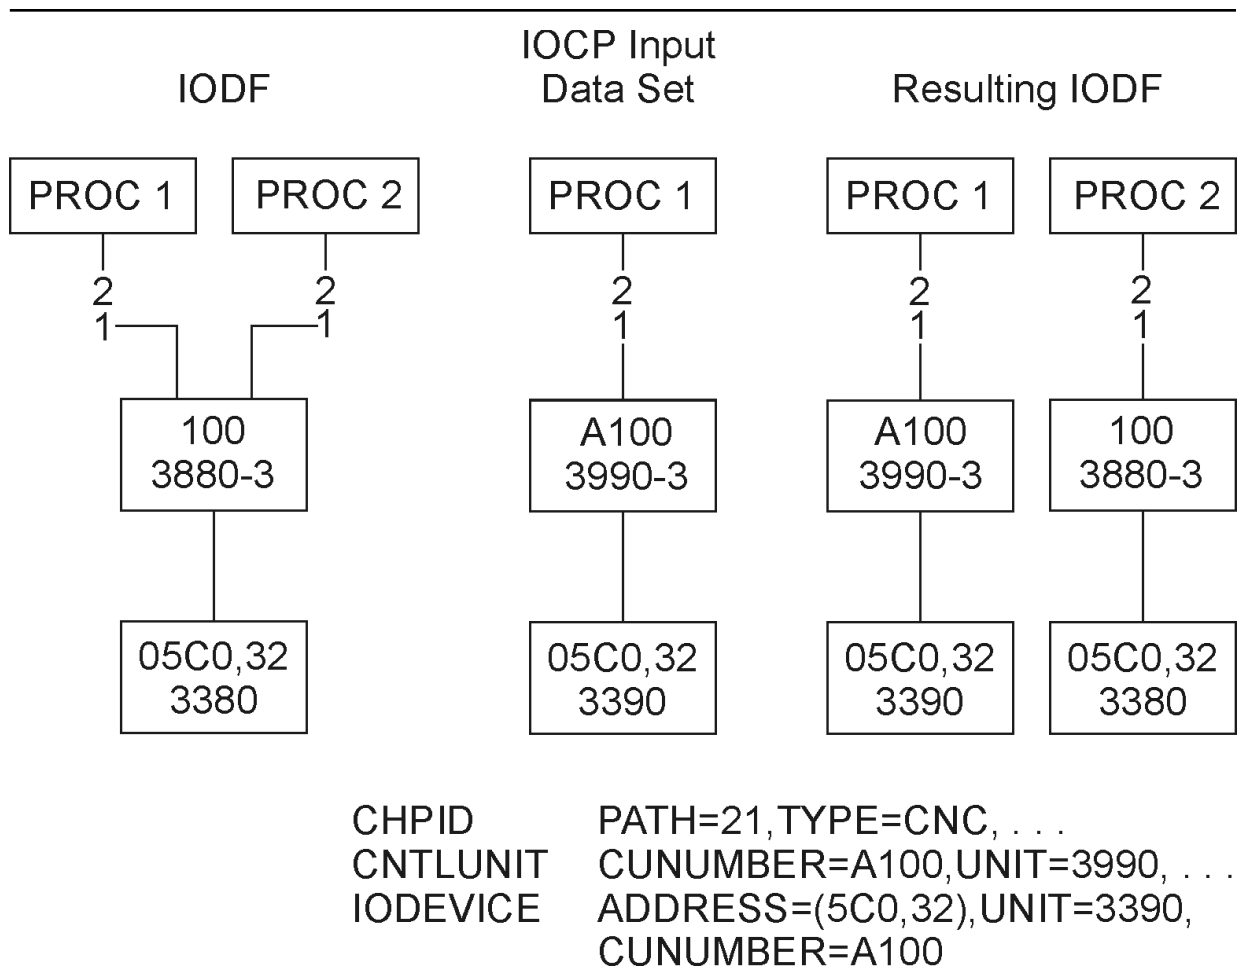 IODF
IOCP Input
Data Set
Resulting IODF
PROC 1 PROC 2 PROC 1 PROC 1 PROC 2
2 2 2 2 2
1 1 1 1 1
100 A100 A100 100
3880-3 3990-3 3990-3 3880-3
05C0,32 05C0,32 05C0,32 05C0,32
3380 3390 3390 3380
CHPID PATH=21,TYPE=CNC, . . .
CNTLUNIT CUNUMBER=A100,UNIT=3990, . . .
IODEVICE ADDRESS=(5C0,32),UNIT=3390,
CUNUMBER=A100